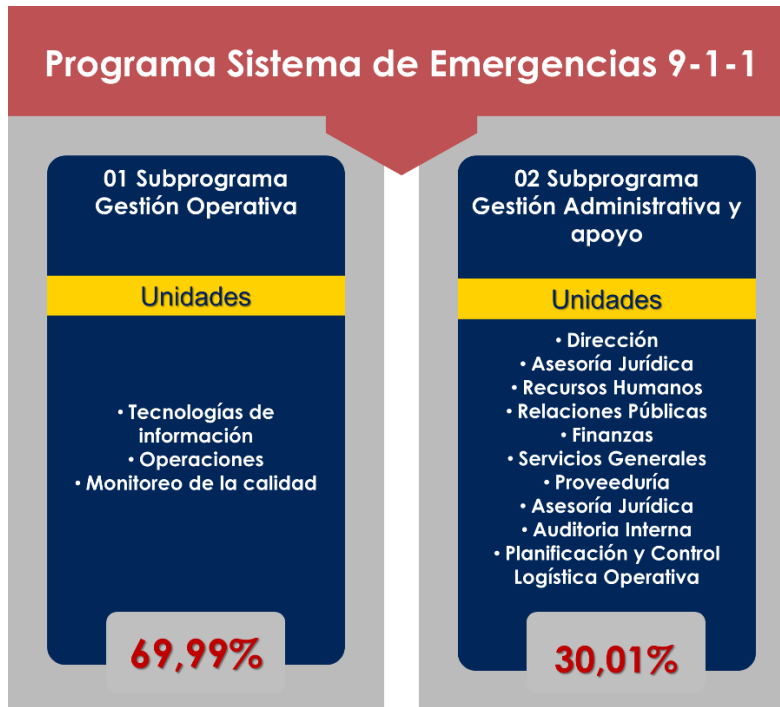 Programa Sistema de Emergencias 9-1-1
01 Subprograma
Gestión Operativa
Unidades
• Tecnologías de
información
• Operaciones
• Monitoreo de la calidad
69,99%
02 Subprograma
Gestión Administrativa y
apoyo
Unidades
• Dirección
• Asesoría Jurídica
• Recursos Humanos
• Relaciones Públicas
• Finanzas
• Servicios Generales
• Proveeduría
• Asesoría Jurídica
• Auditoria Interna
• Planificación y Control
Logística Operativa
30,01%